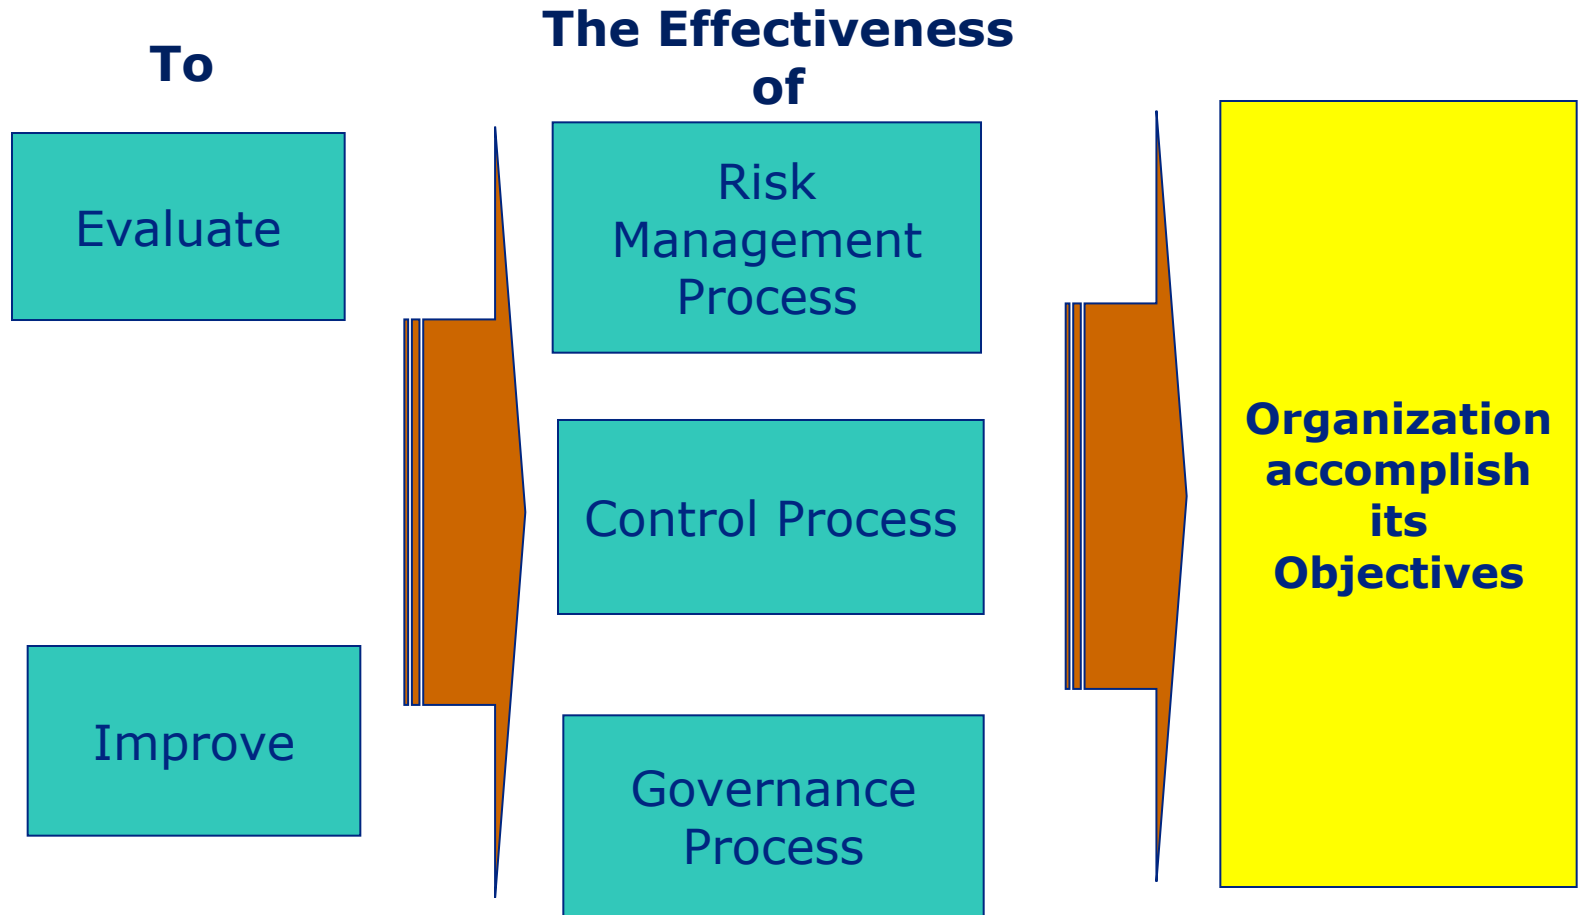 To
The Effectiveness
of
Evaluate
Improve
Risk
Management
Process
Control Process
Governance
Process
Organization
accomplish
its
Objectives